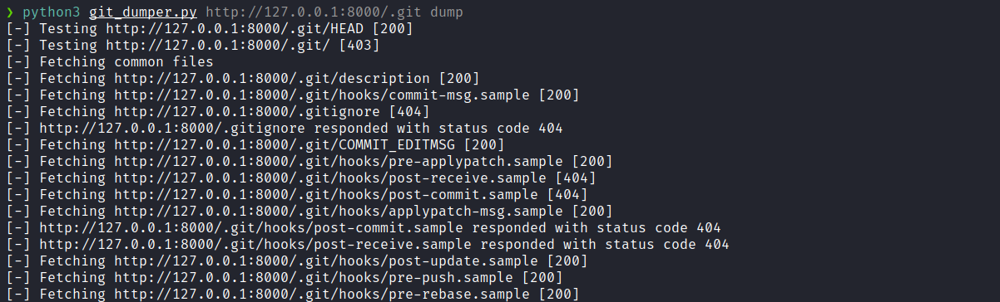 ❯ python3 git_dumper.py http://127.0.0.1:8000/.git dump
[-] Testing http://127.0.0.1:8000/.git/HEAD [200]
[-] Testing http://127.0.0.1:8000/.git/ [403]
[-] Fetching common files
[-] Fetching http://127.0.0.1:8000/.git/description [200]
[-] Fetching http://127.0.0.1:8000/.git/hooks/commit-msg.sample [200]
[-] Fetching http://127.0.0.1:8000/.gitignore [404]
[-] http://127.0.0.1:8000/.gitignore responded with status code 404
[-] Fetching http://127.0.0.1:8000/.git/COMMIT_EDITMSG [200]
[-] Fetching http://127.0.0.1:8000/.git/hooks/pre-applypatch.sample [200]
[-] Fetching http://127.0.0.1:8000/.git/hooks/post-receive.sample [404]
[-] Fetching http://127.0.0.1:8000/.git/hooks/post-commit.sample [404]
[-] Fetching http://127.0.0.1:8000/.git/hooks/applypatch-msg.sample [200]
[-] http://127.0.0.1:8000/.git/hooks/post-commit.sample responded with status code 404
[-] http://127.0.0.1:8000/.git/hooks/post-receive.sample responded with status code 404
[-] Fetching http://127.0.0.1:8000/.git/hooks/post-update.sample [200]
[-] Fetching http://127.0.0.1:8000/.git/hooks/pre-push.sample [200]
[-] Fetching http://127.0.0.1:8000/.git/hooks/pre-rebase.sample [200]